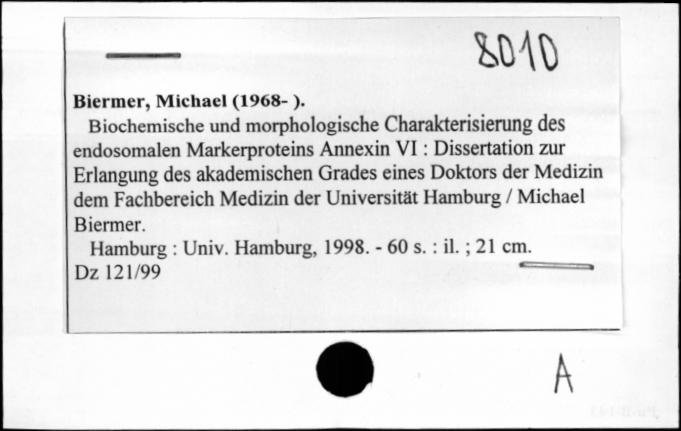 8010
Biermer, Michael (1968- ).
Biochemische und morphologische Charakterisierung des
endosomalen Markerproteins Annexin VI : Dissertation zur
Erlangung des akademischen Grades eines Doktors der Medizin
dem Fachbereich Medizin der Universität Hamburg / Michael
Biermer.
Hamburg : Univ. Hamburg, 1998. - 60 s. : il. ; 21 cm.
Dz 121/99
A